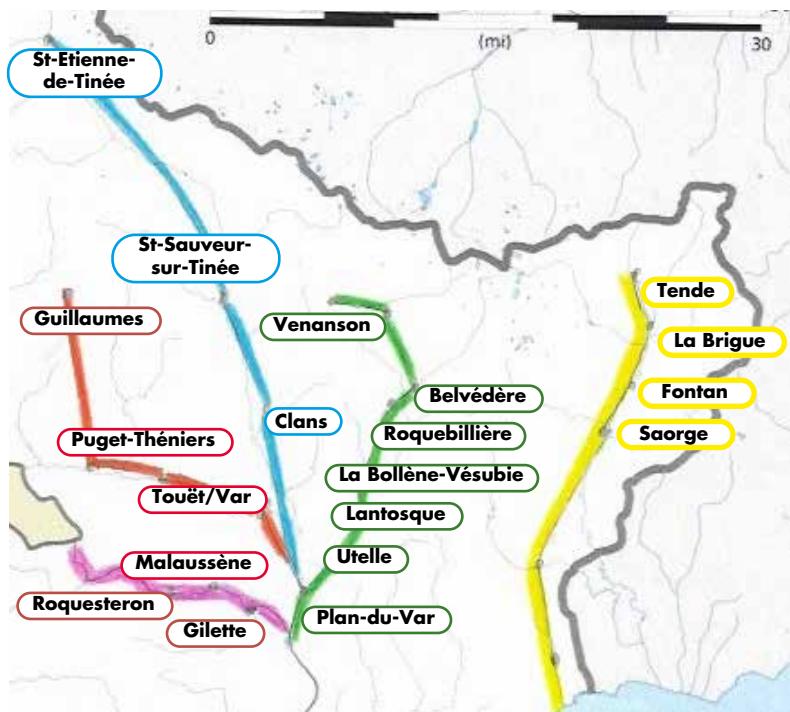 0
(mi)
30
St-Etienne-
de-Tinée
St-Sauveur-
sur-Tinée
Guillaumes
Venanson
Tende
La Brigue
Belvédère
Fontan
Clans
Roquebillière
Saorge
Puget-Théniers
La Bollène-Vésubie
Touët/Var
Lantosque
Malaussène
Utelle
Roquesteron
Gilette
Plan-du-Var